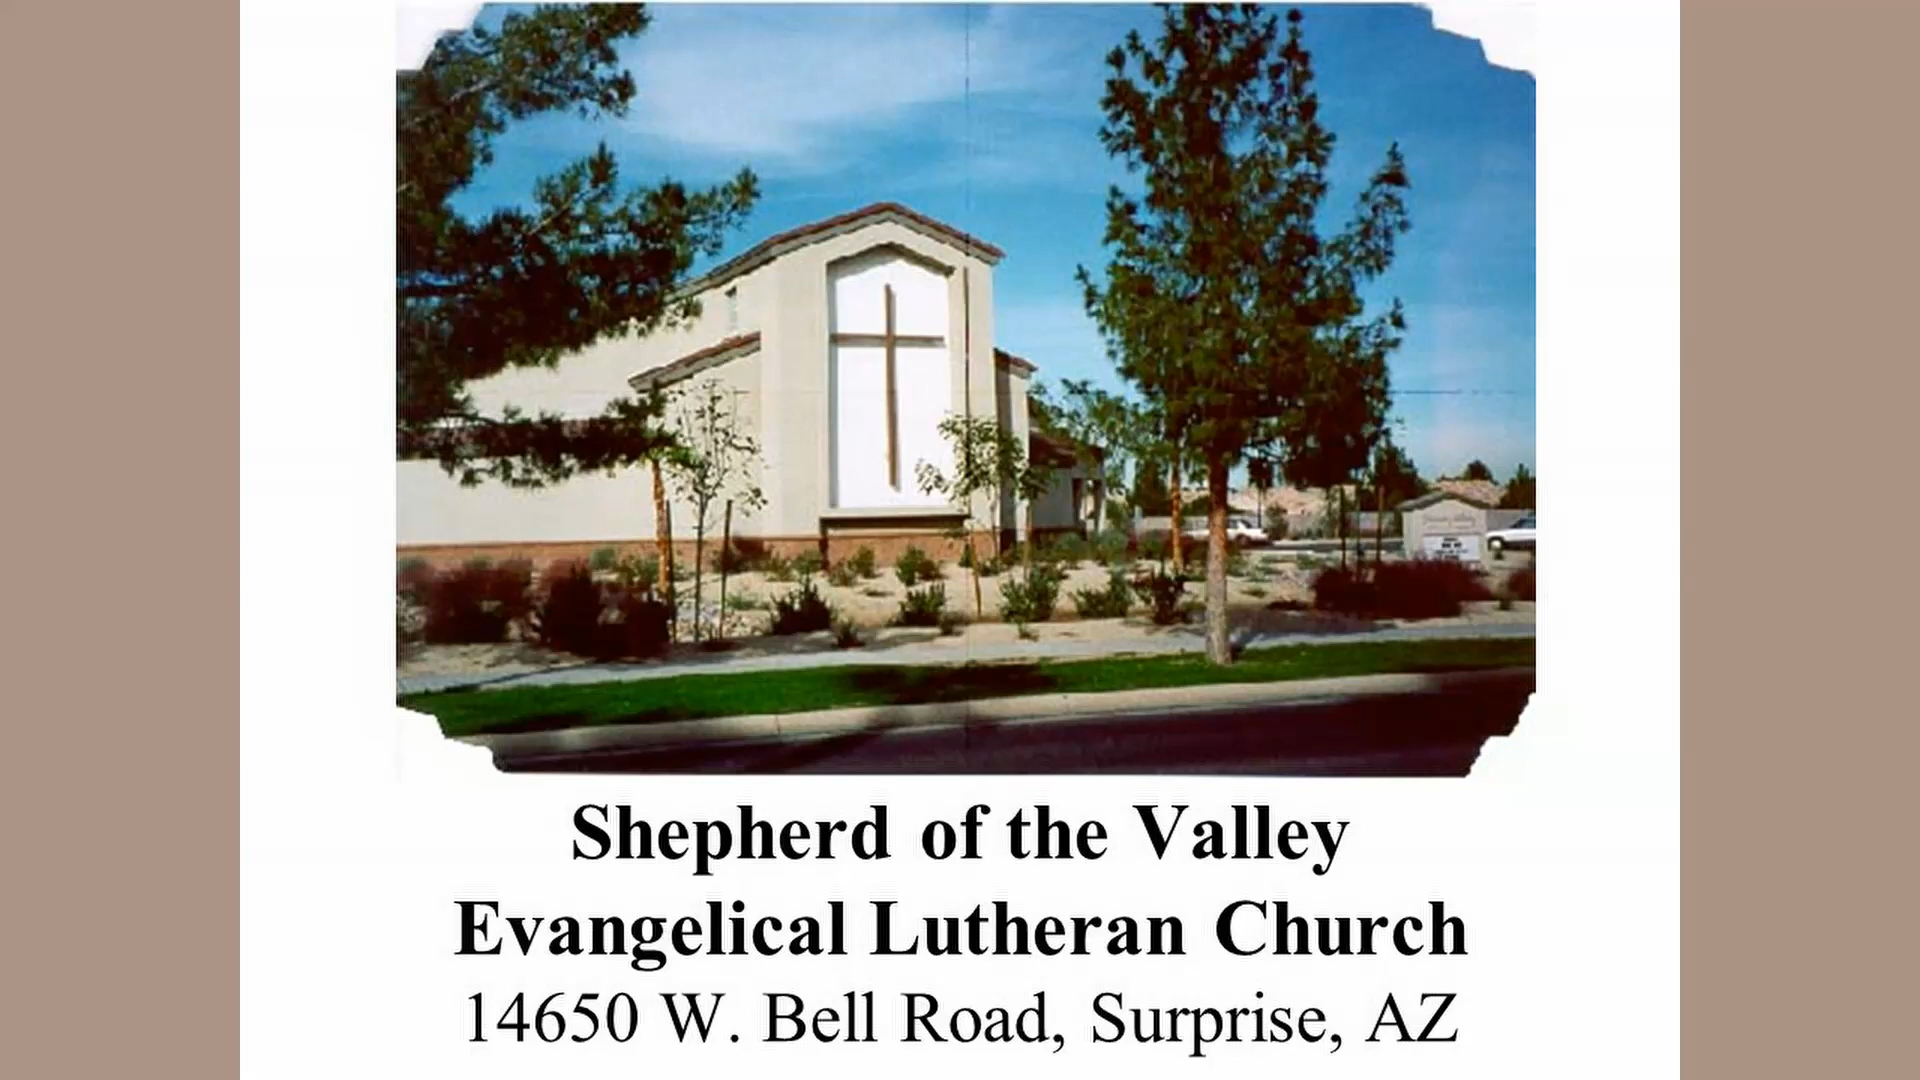 Shepherd of the Valley
Evangelical Lutheran Church
14650 W. Bell Road, Surprise, AZ